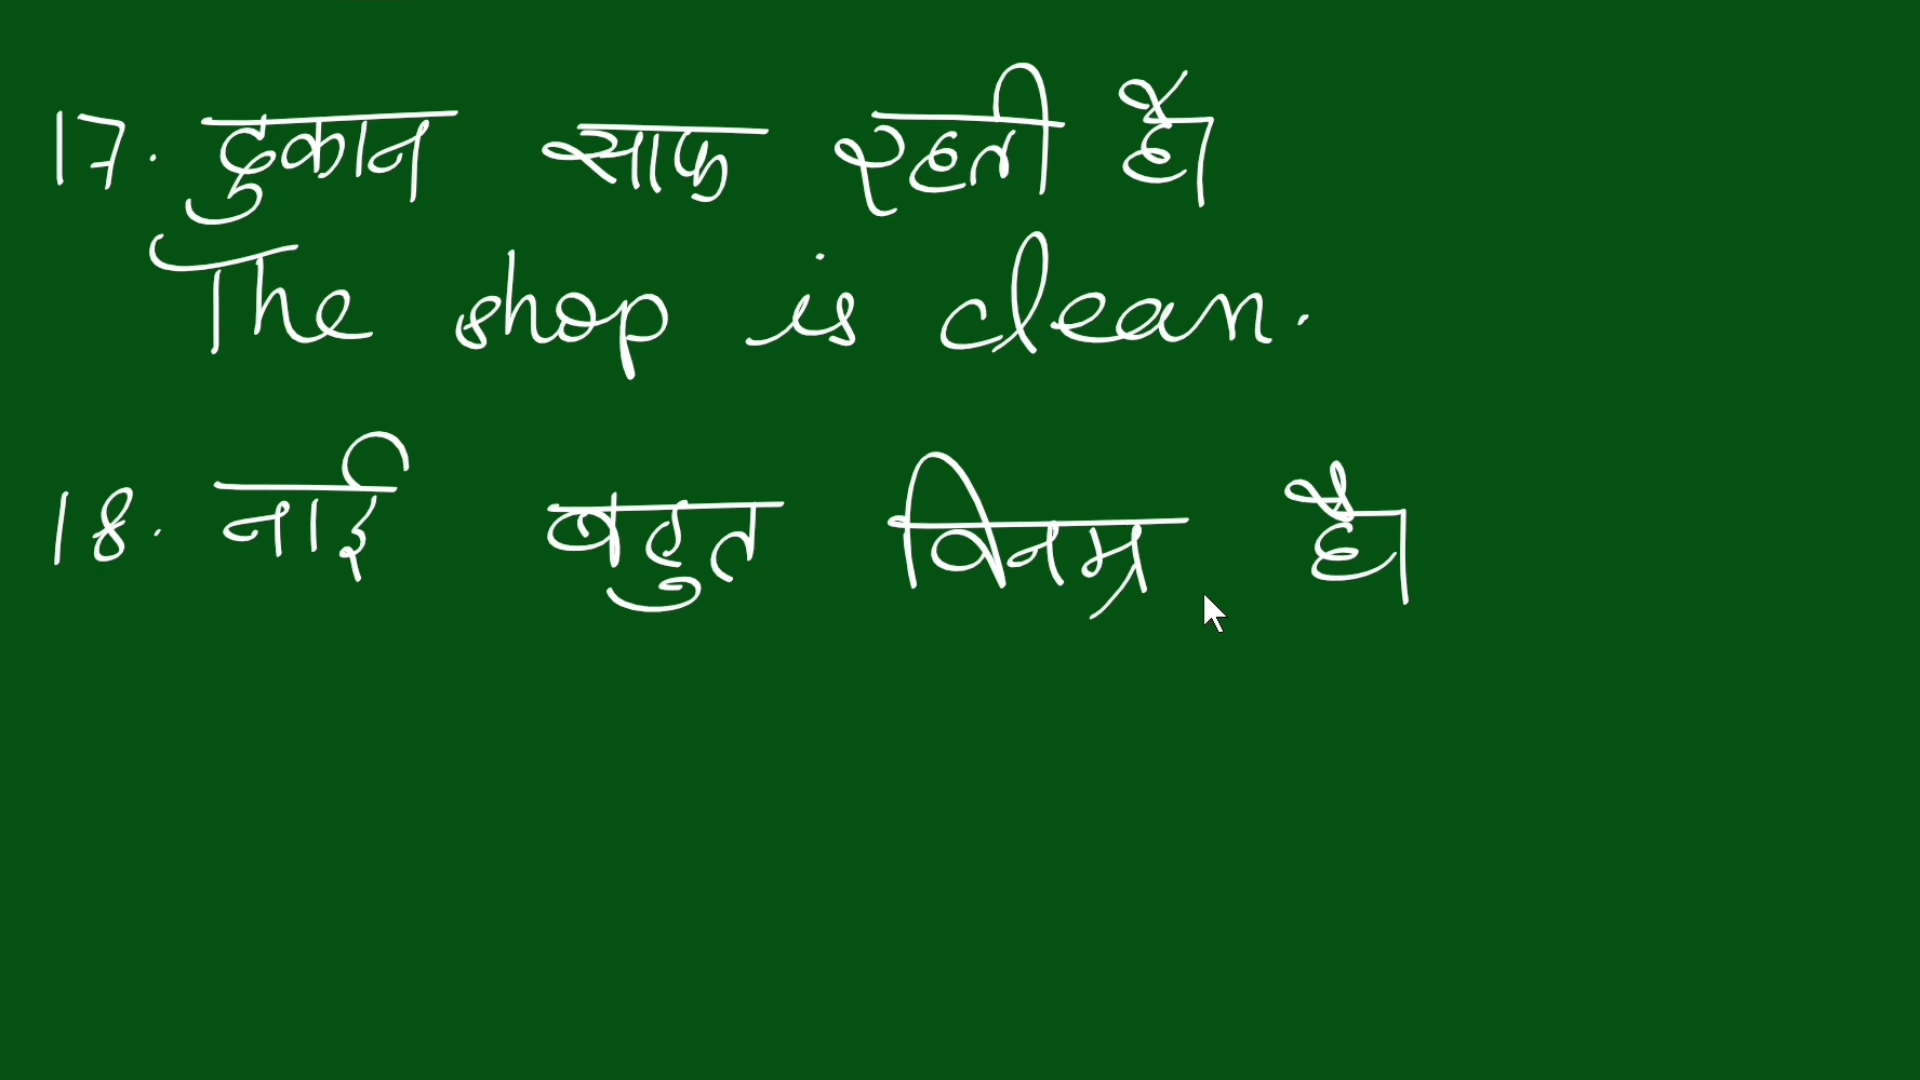 17. दुकान साफ रहती है।
The shop is clean.
18. नाई बहुत विनम्र है।